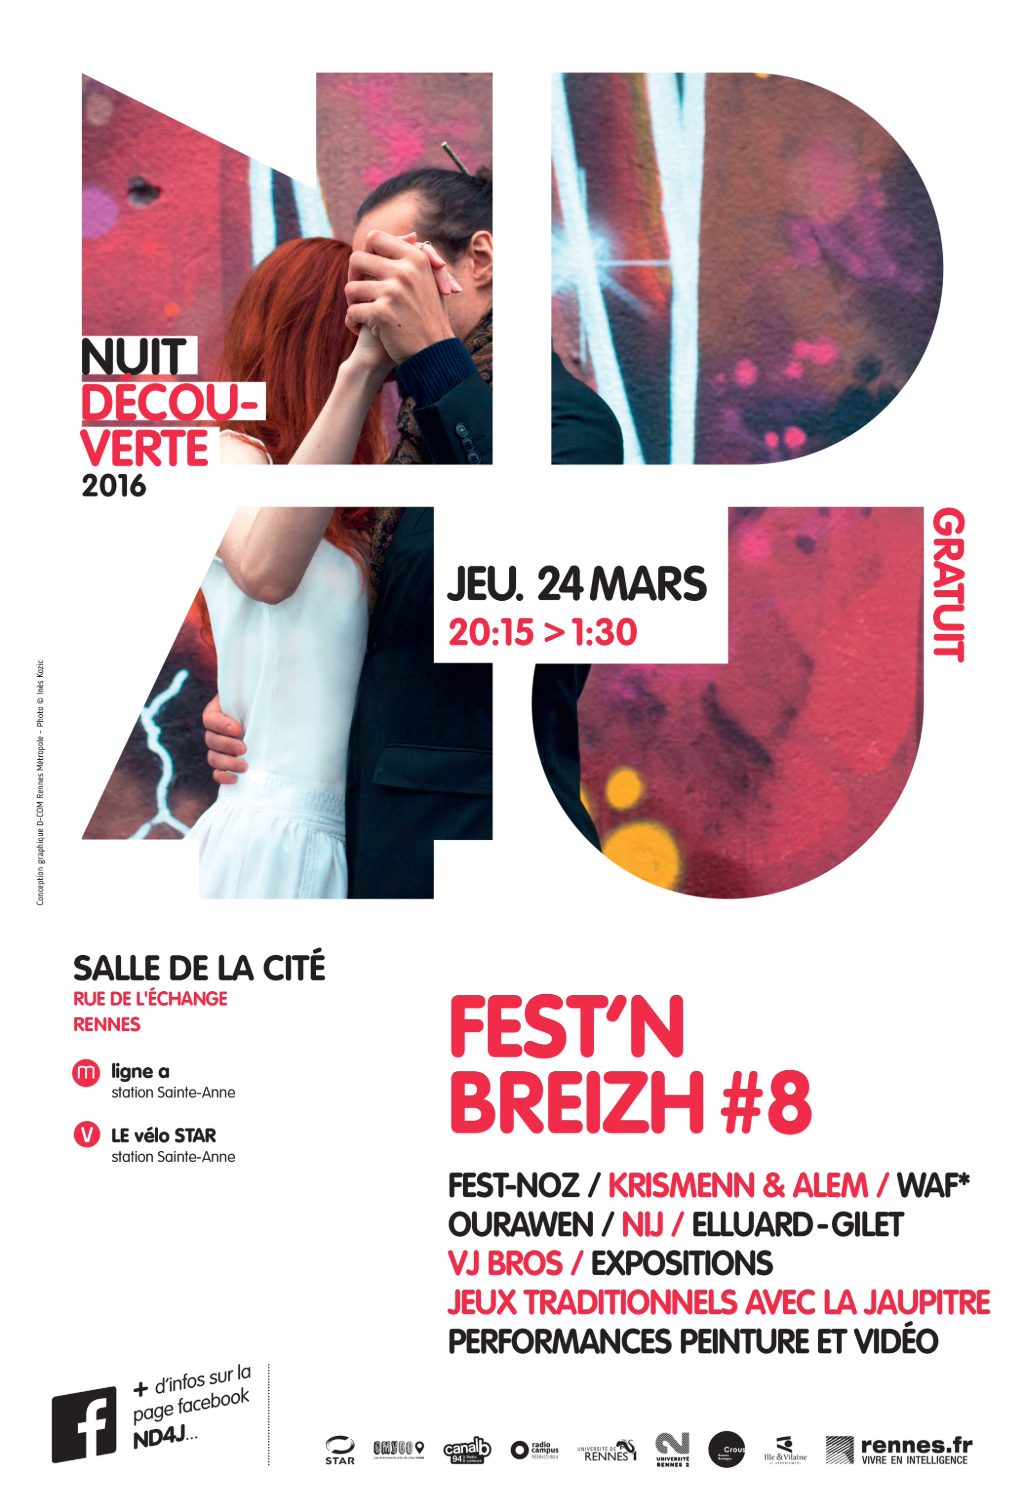 NUIT
DÉCOU-
VERTE
2016
JEU. 24 MARS
20:15 > 1:30
GRATUIT
Conception graphique D-COM Rennes Métropole - Photo © Inès Kozic
SALLE DE LA CITÉ
RUE DE L'ÉCHANGE
RENNES
m ligne a
station Sainte-Anne
V LE vélo STAR
station Sainte-Anne
FEST'N
BREIZH #8
FEST-NOZ / KRISMENN & ALEM / WAF*
OURAWEN / NIJ / ELLUARD-GILET
VJ BROS / EXPOSITIONS
JEUX TRADITIONNELS AVEC LA JAUPITRE
PERFORMANCES PEINTURE ET VIDÉO
+ d'infos sur la
page facebook
ND4J...
STAR
canalb
94
radio
campus
RENNES 88.4
UNIVERSITÉ DE
RENNES 1
UNIVERSITÉ
RENNES 2
Crous
Ille & Vilaine
rennes.fr
VIVRE EN INTELLIGENCE